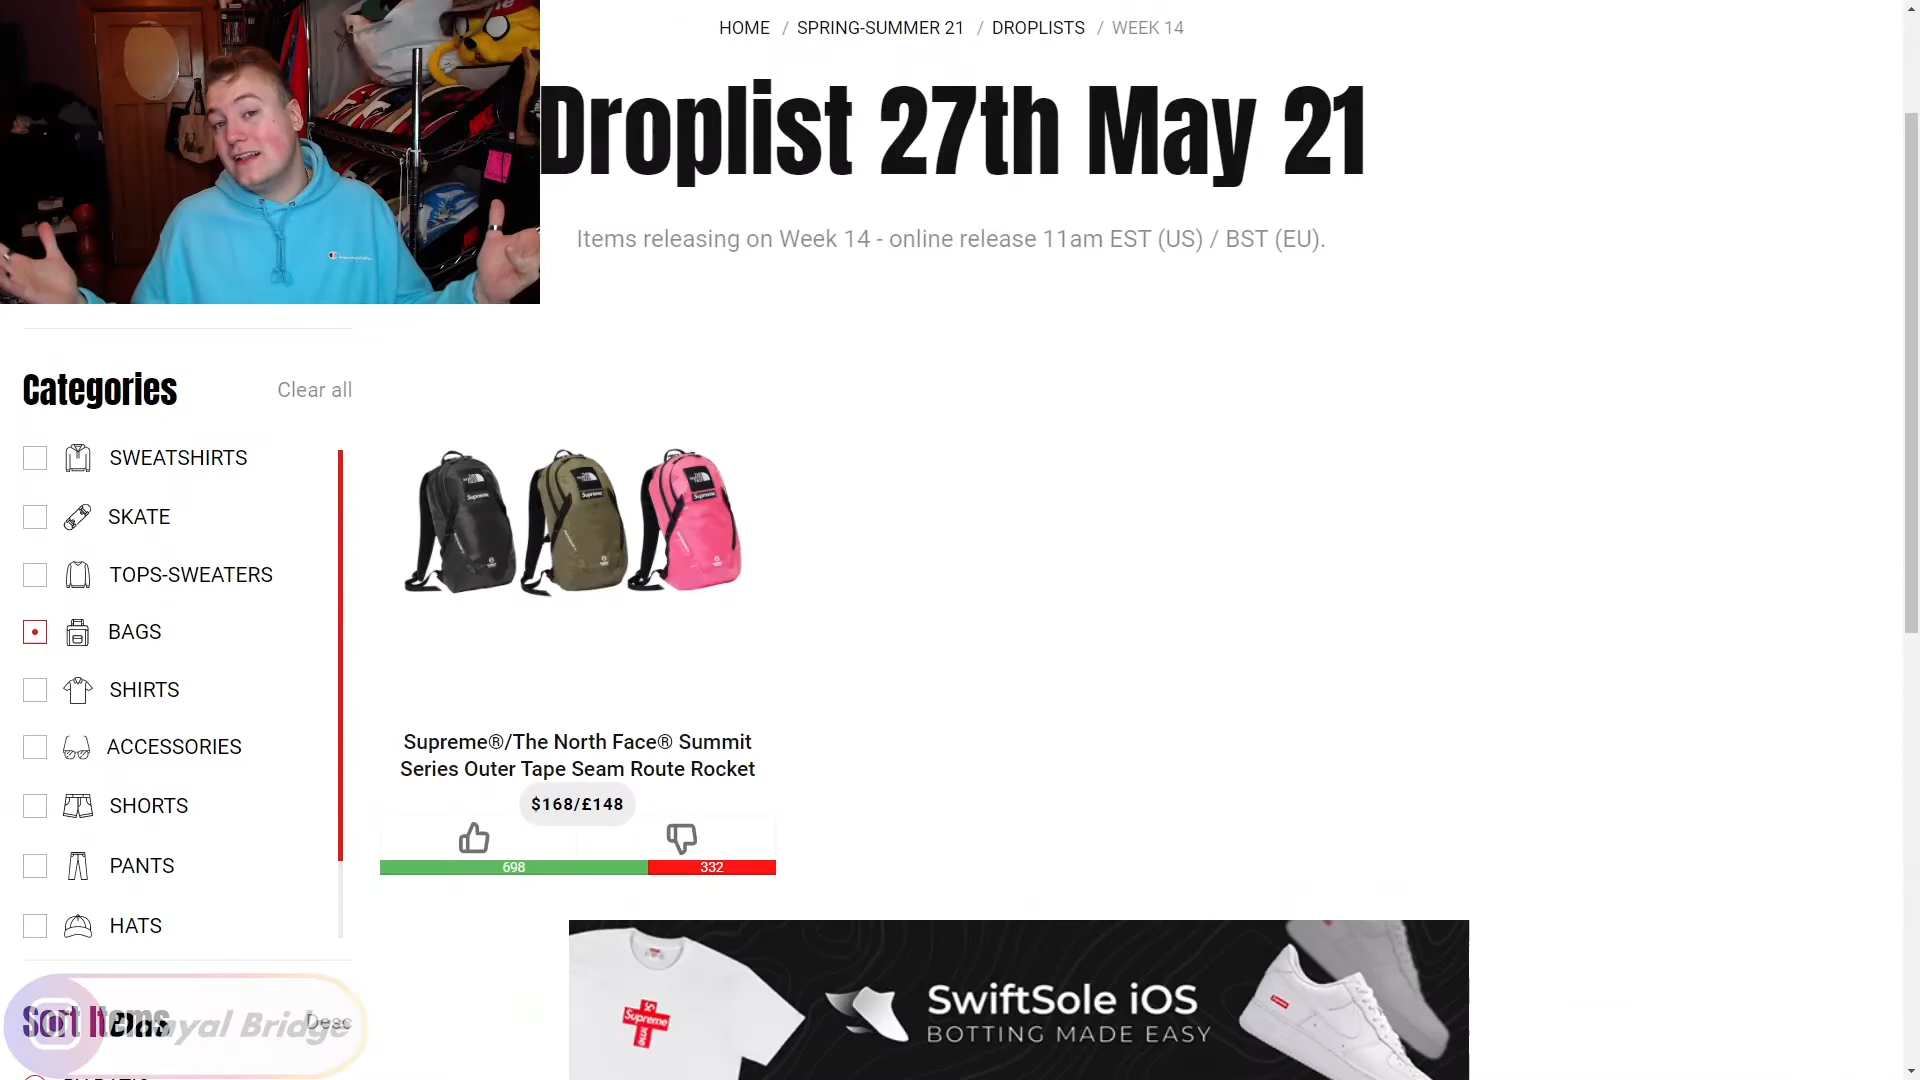 HOME / SPRING-SUMMER 21 / DROPLISTS / WEEK 14
Droplist 27th May 21
Items releasing on Week 14 - online release 11am EST (US) / BST (EU).
Categories
Clear all
SWEATSHIRTS
SKATE
TOPS-SWEATERS
BAGS
SHIRTS
ACCESSORIES
SHORTS
PANTS
HATS
Supreme®/The North Face® Summit
Series Outer Tape Seam Route Rocket
$168/£148
698
332
Sort Items
Desc
SwiftSole iOS
BOTTING MADE EASY
Supreme